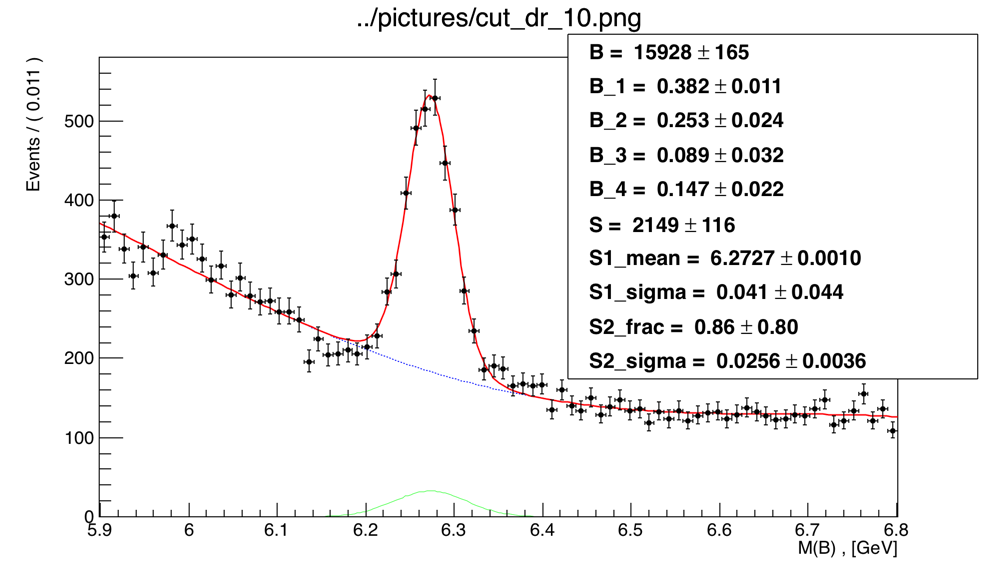 ../pictures/cut_dr_10.png
B = 15928 ± 165
B_1 = 0.382 ± 0.011
B_2 = 0.253 ± 0.024
B_3 = 0.089 ± 0.032
B_4 = 0.147 ± 0.022
S = 2149 ± 116
S1_mean = 6.2727 ± 0.0010
S1_sigma = 0.041 ± 0.044
S2_frac = 0.86 ± 0.80
S2_sigma = 0.0256 ± 0.0036
Events / ( 0.011 )
500
400
300
200
100
0
5.9 6 6.1 6.2 6.3 6.4 6.5 6.6 6.7 6.8
M(B) , [GeV]